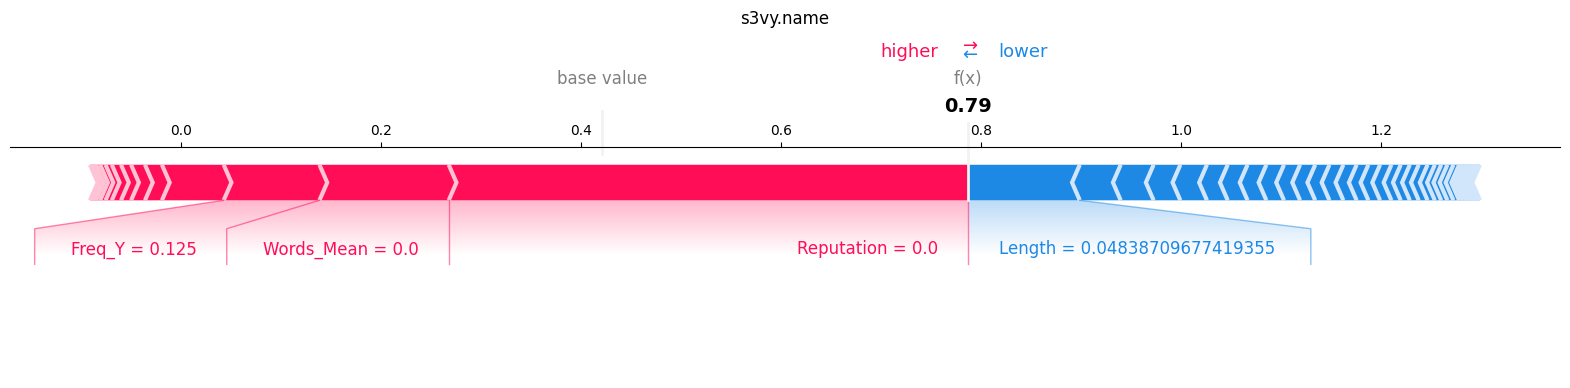 s3vy.name
higher ⇄ lower
base value f(x)
0.79
0.0 0.2 0.4 0.6 0.8 1.0 1.2
Freq_Y = 0.125 Words_Mean = 0.0 Reputation = 0.0 Length = 0.04838709677419355